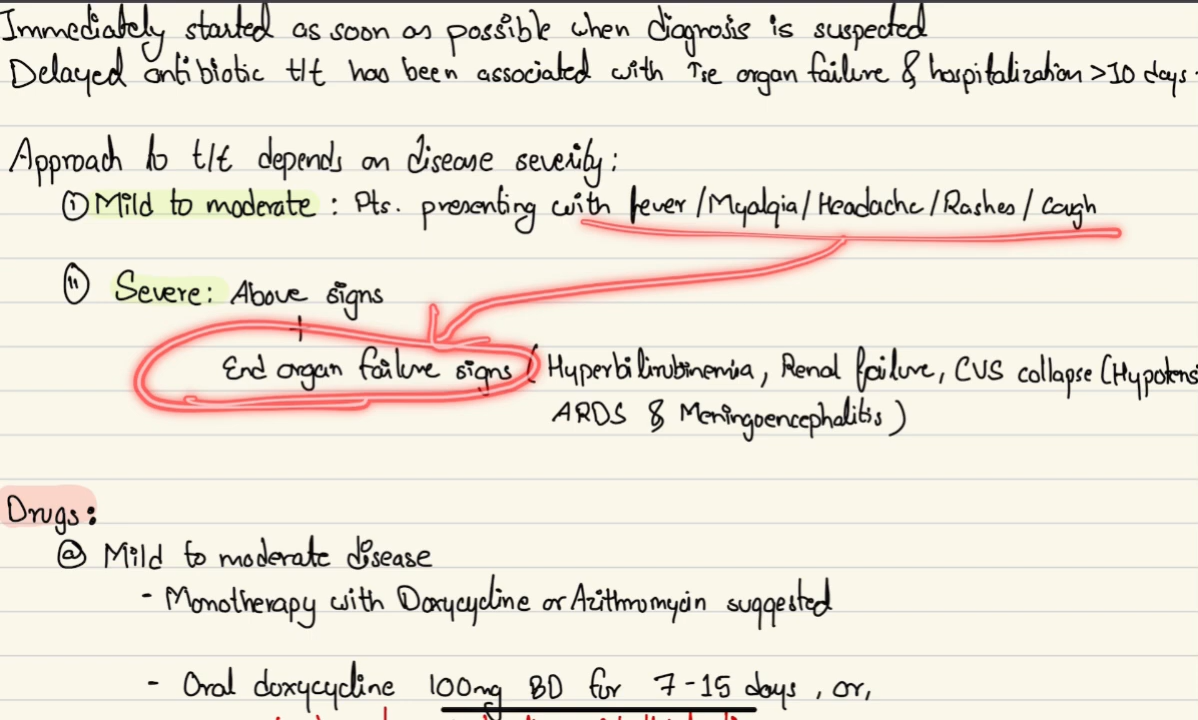 Immediately started as soon as possible when diagnosis is suspected
Delayed antibiotic t/t has been associated with ↑se organ failure & hospitalization >10 days.
Approach to t/t depends on disease severity:
① Mild to moderate : Pts. presenting with fever/Myalgia/Headache/Rashes/cough
ⅱ Severe: Above signs
+
End organ failure signs (Hyperbilirubinemia, Renal failure, CVS collapse (Hypotens
ARDS & Meningoencephalitis)
Drugs:
ⓐ Mild to moderate disease
- Monotherapy with Doxycycline or Azithromycin suggested
- Oral doxycycline 100mg BD for 7-15 days, or,